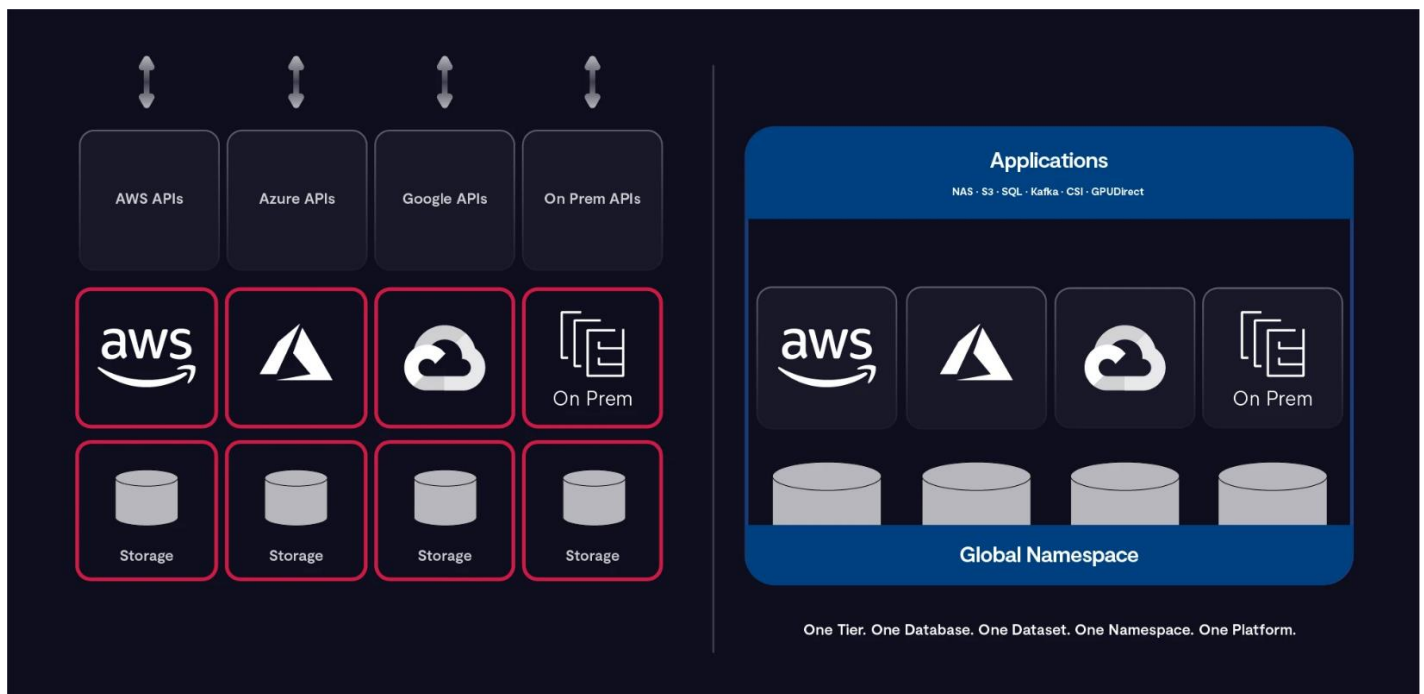 AWS APIs
Azure APIs
Google APIs
On Prem APIs
aws
On Prem
Storage
Storage
Storage
Storage
Applications
NAS · S3 · SQL · Kafka · CSI · GPUDirect
aws
On Prem
Global Namespace
One Tier. One Database. One Dataset. One Namespace. One Platform.